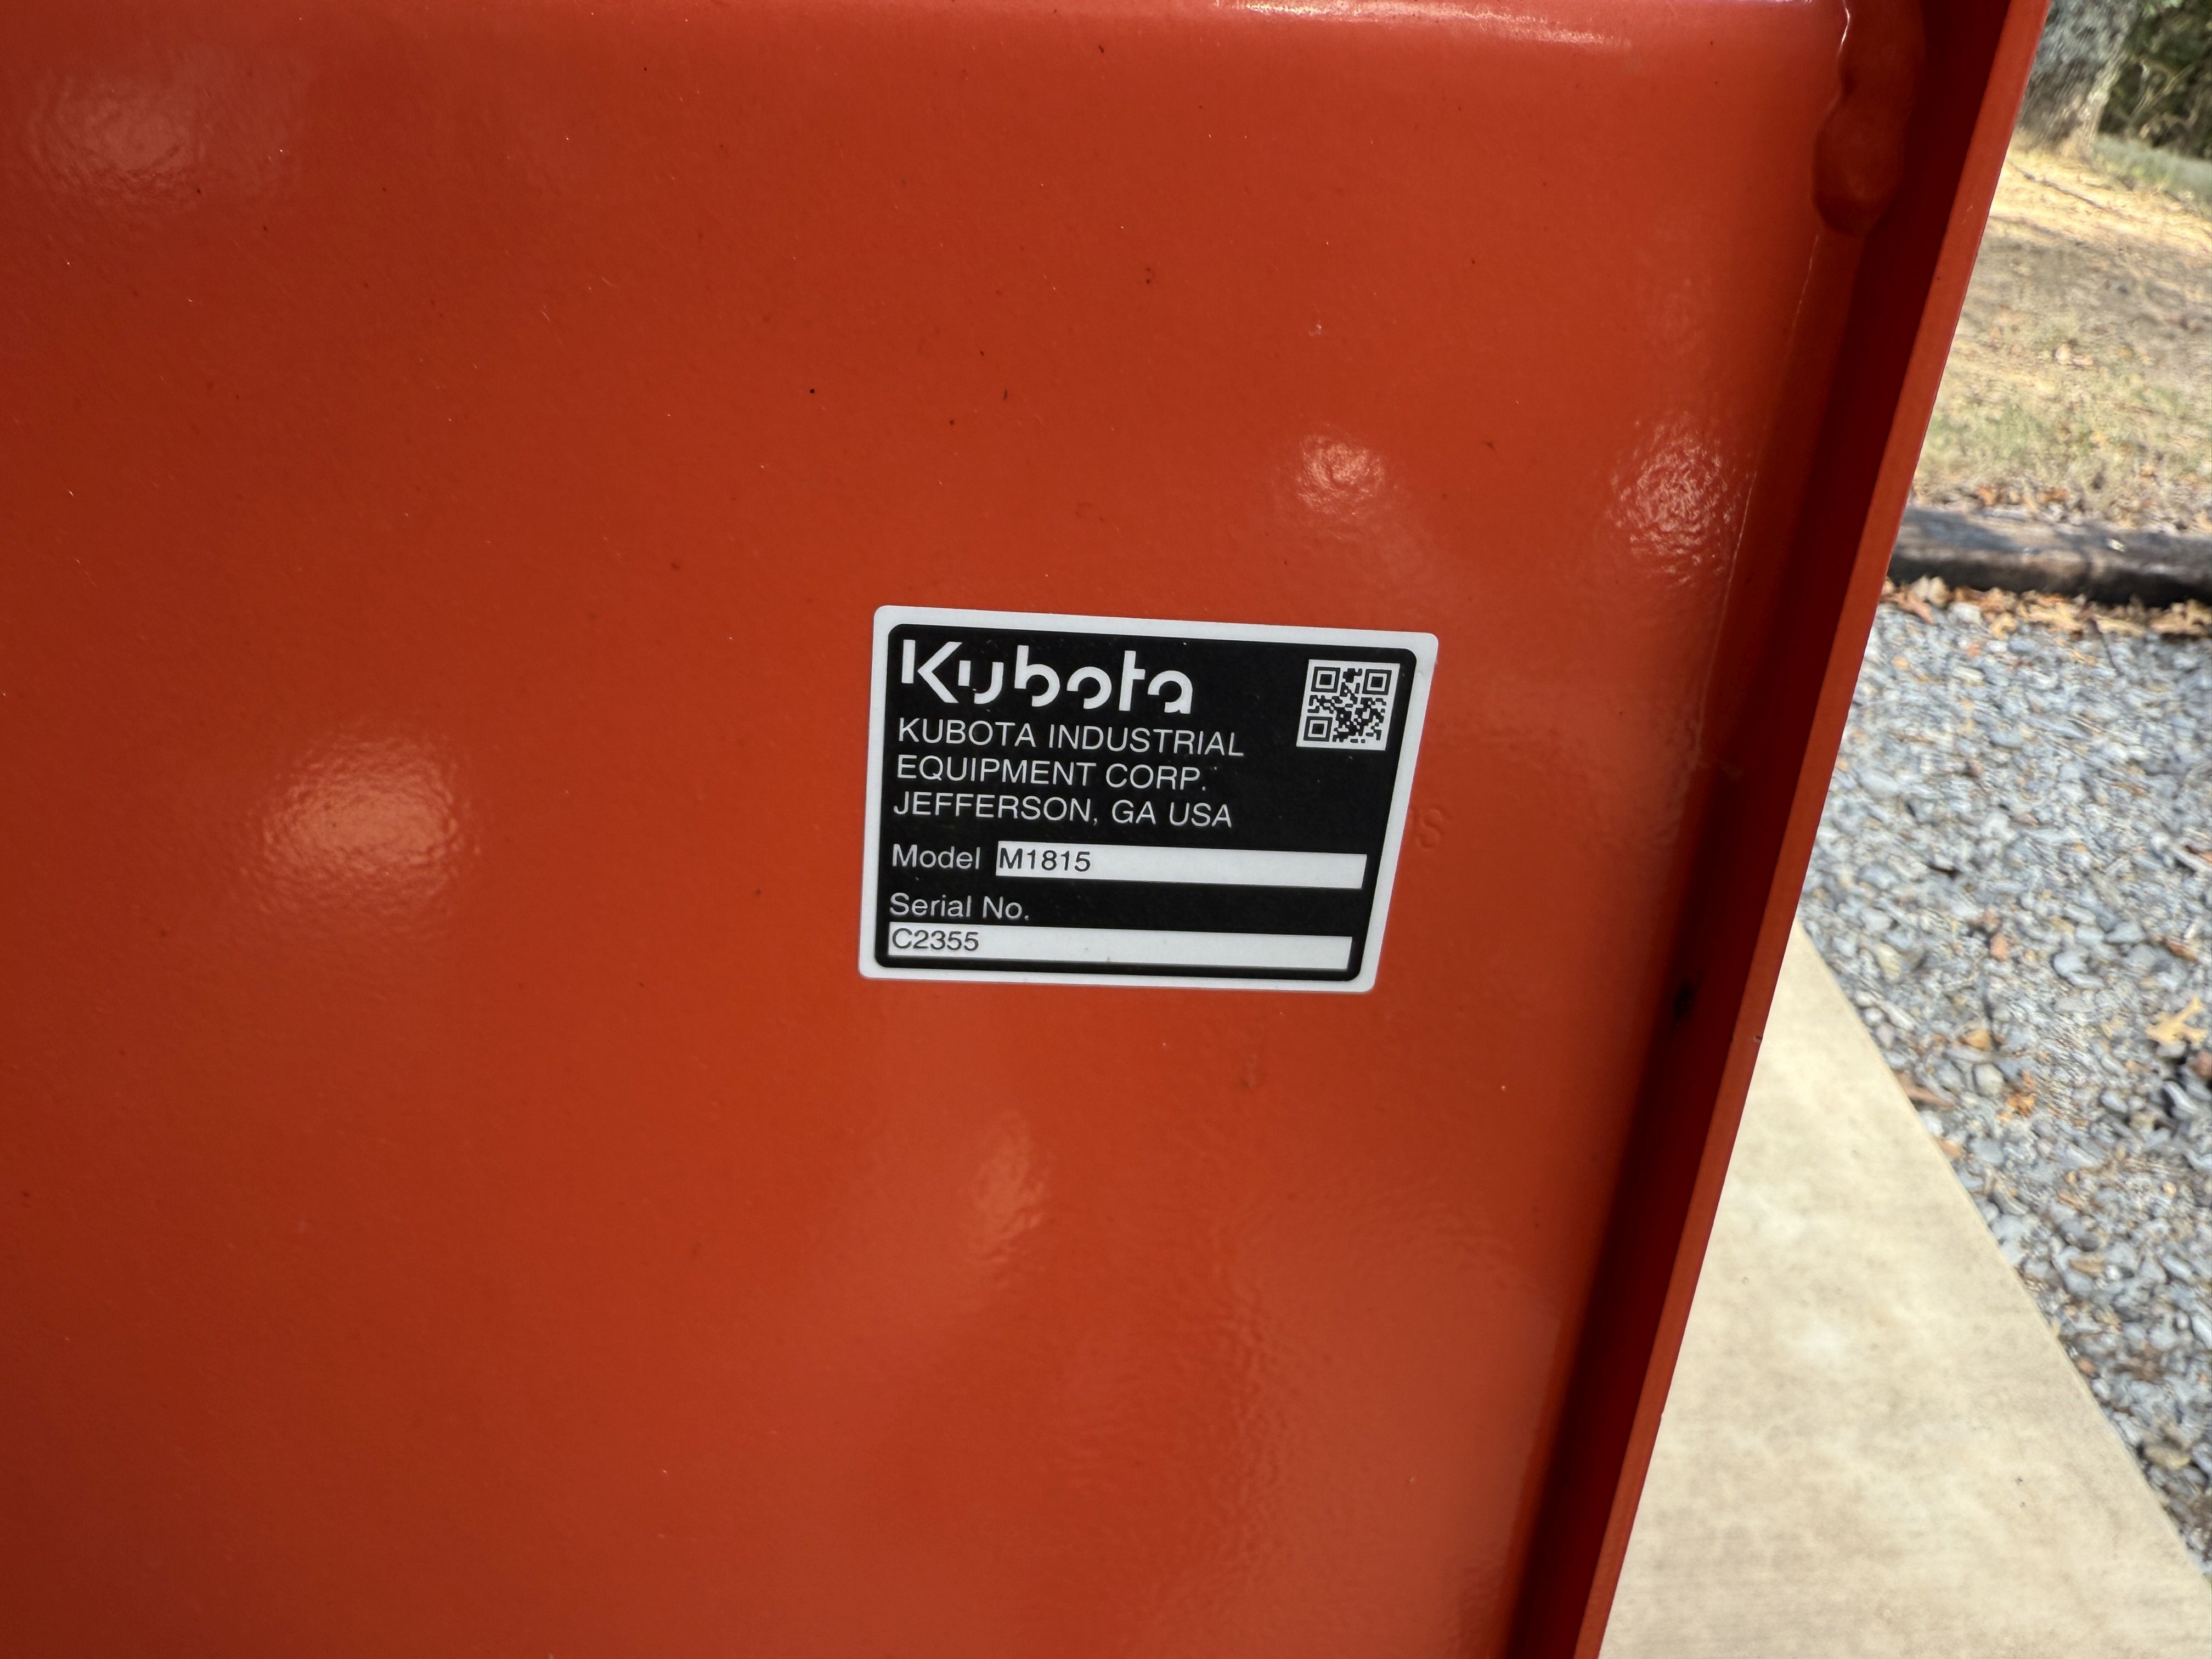 Kubota
KUBOTA INDUSTRIAL
EQUIPMENT CORP.
JEFFERSON, GA USA
Model M1815
Serial No.
C2355